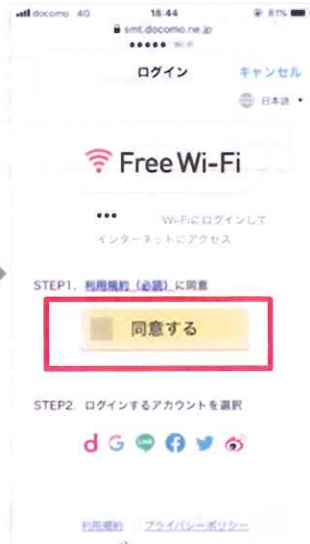 docomo 4G 18:44 81%
smt.docomo.ne.jp
Wi-Fi
ログイン キャンセル
日本語
Free Wi-Fi
Wi-Fiにログインして
インターネットにアクセス
STEP1. 利用規約（必読）に同意
同意する
STEP2. ログインするアカウントを選択
d G LINE f
利用規約 プライバシーポリシー